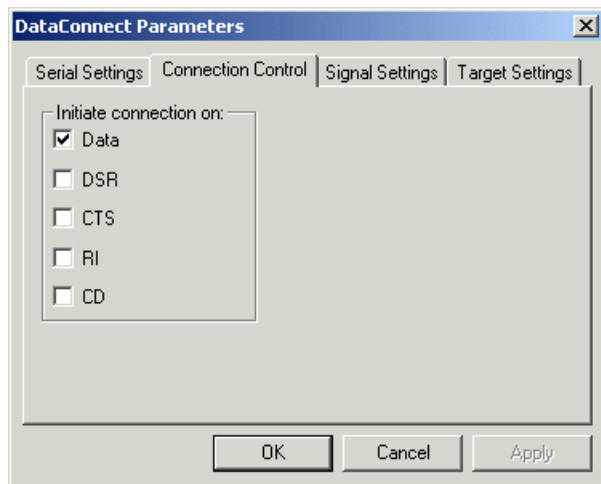 DataConnect Parameters
Serial Settings Connection Control Signal Settings Target Settings
Initiate connection on:
Data
DSR
CTS
RI
CD
OK Cancel Apply